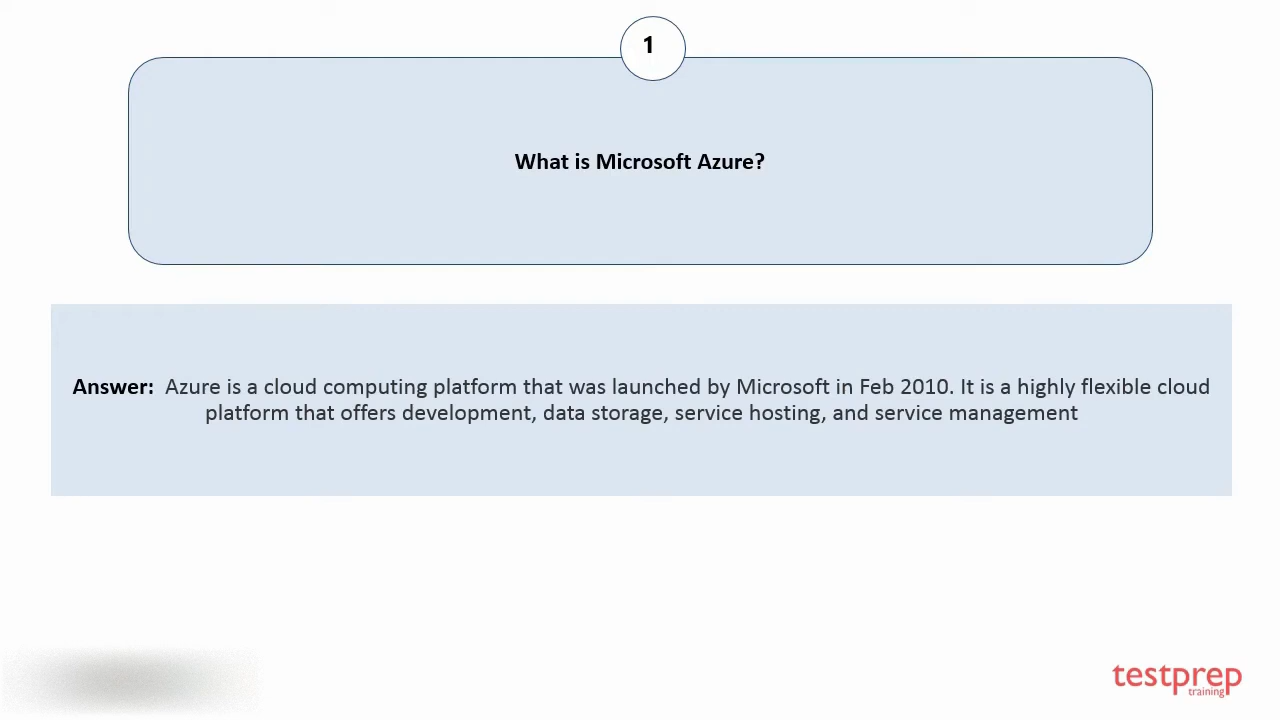 1
What is Microsoft Azure?
Answer: Azure is a cloud computing platform that was launched by Microsoft in Feb 2010. It is a highly flexible cloud
platform that offers development, data storage, service hosting, and service management
testprep
training